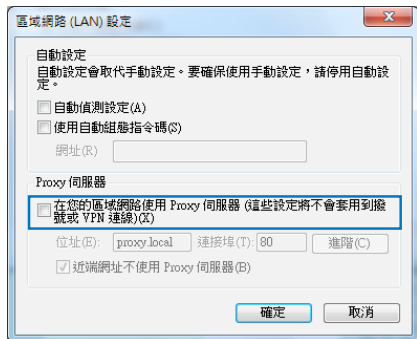 區域網路 (LAN) 設定
自動設定
自動設定會取代手動設定。要確保使用手動設定，請停用自動設
定。
自動偵測設定(A)
使用自動組態指令碼(S)
網址(R)
Proxy 伺服器
在您的區域網路使用 Proxy 伺服器 (這些設定將不會套用到撥
號或 VPN 連線)(X)
位址(E): proxy.local 連接埠(T): 80 進階(C)
近端網址不使用 Proxy 伺服器(B)
確定 取消